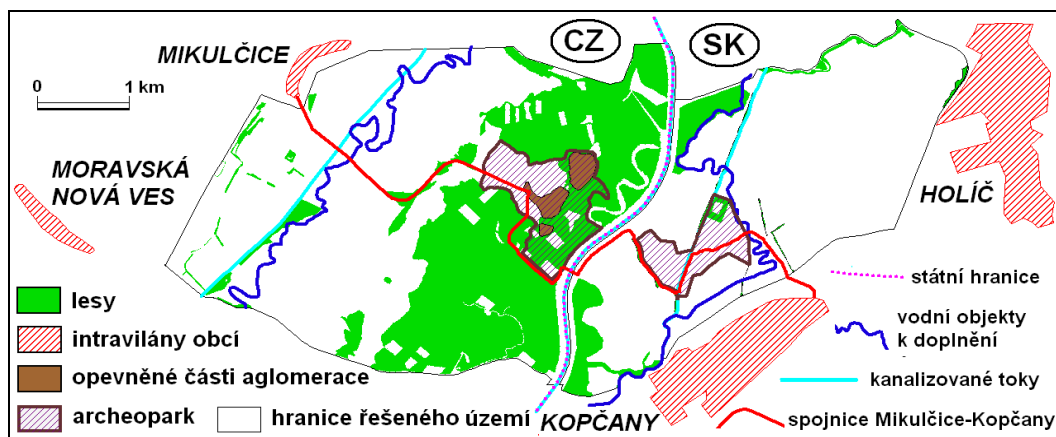 CZ
SK
MIKULČICE
0
1 km
MORAVSKÁ
NOVÁ VES
HOLÍČ
KOPČANY
lesy
intravilány obcí
opevněné části aglomerace
archeopark
hranice řešeného území
státní hranice
vodní objekty
k doplnění
kanalizované toky
spojnice Mikulčice-Kopčany